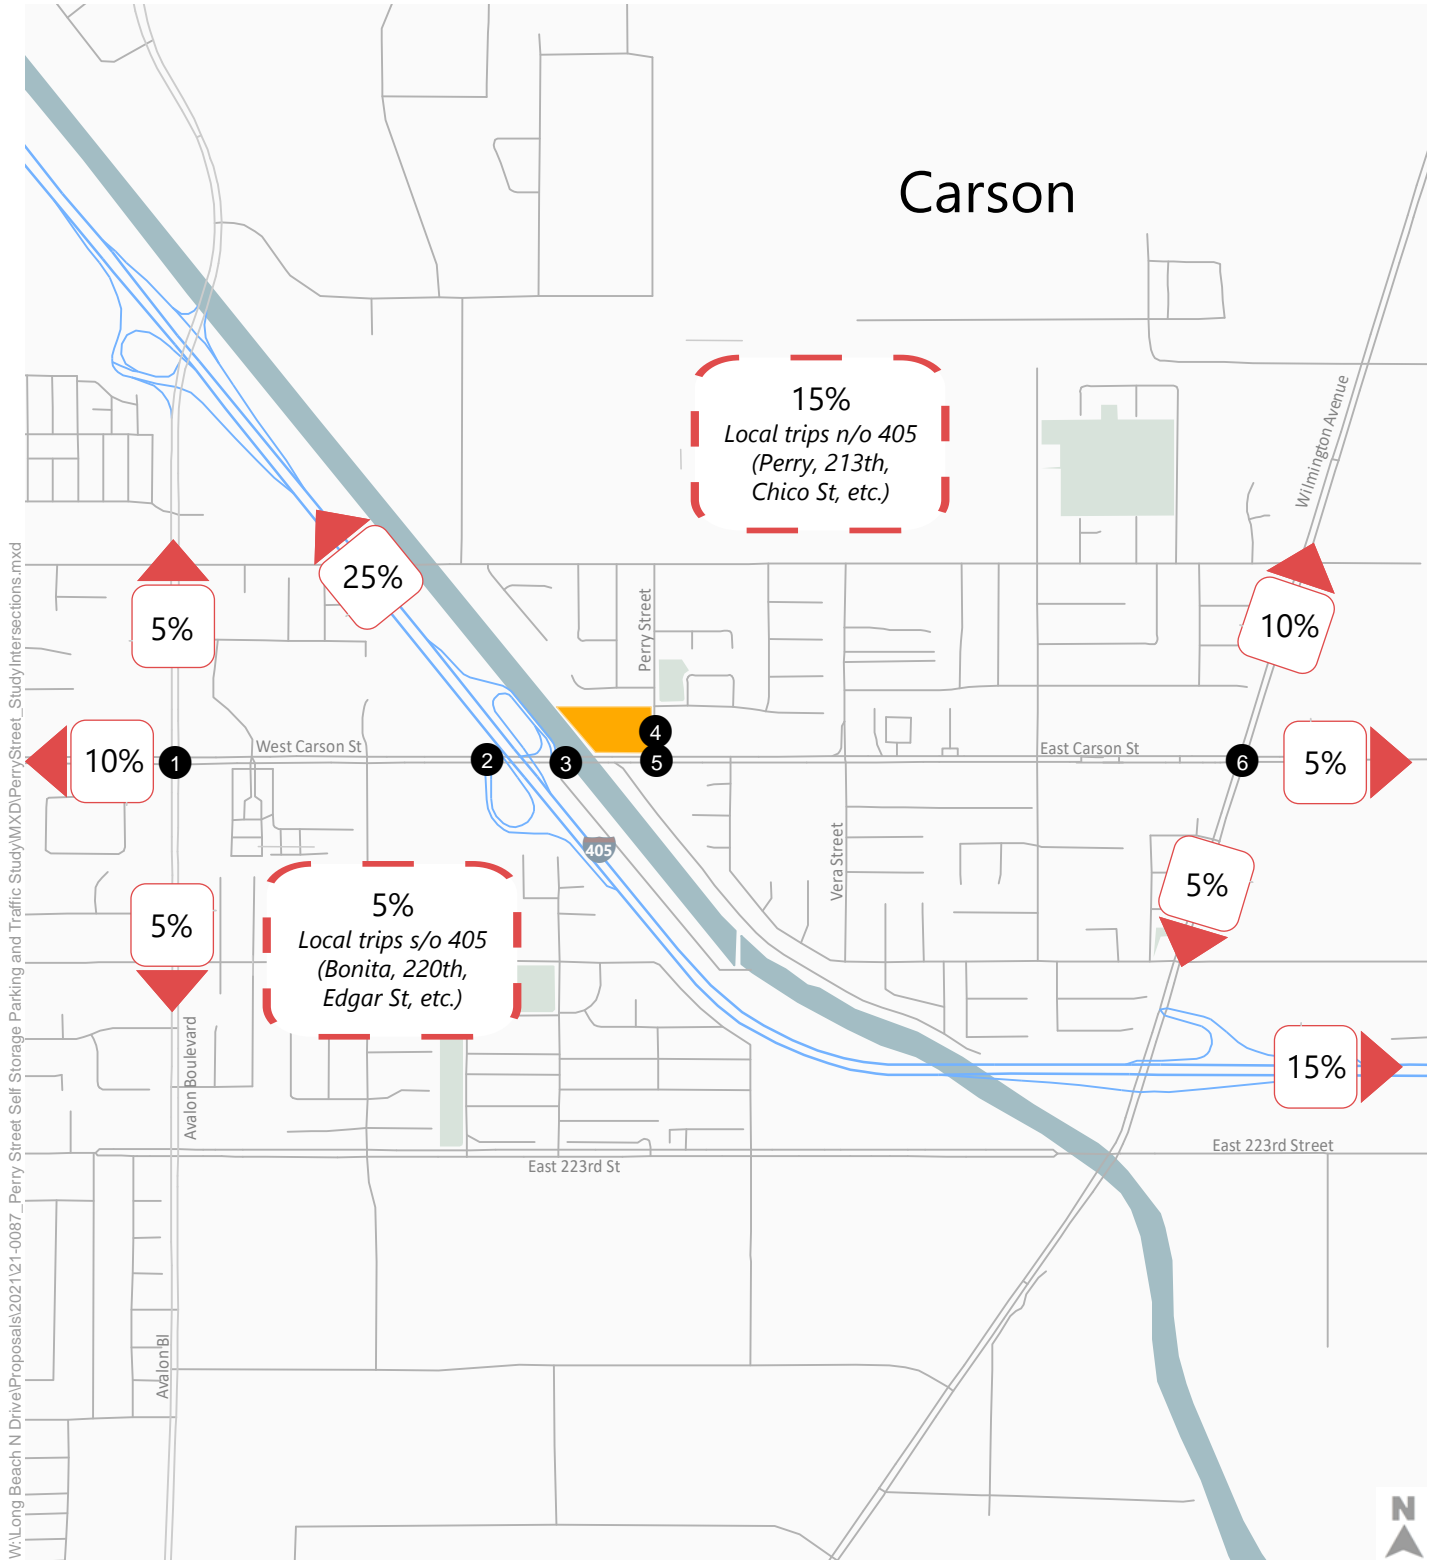 Carson
15%
Local trips n/o 405
(Perry, 213th,
Chico St, etc.)
Wilmington Avenue
25%
5%
10%
Perry Street
10%
1
West Carson St
2
3
4
5
East Carson St
6
5%
405
Vera Street
5%
5%
5%
Local trips s/o 405
(Bonita, 220th,
Edgar St, etc.)
Avalon Boulevard
15%
East 223rd St
East 223rd Street
Avalon Bl
N
W:\Long Beach N Drive\Proposals\2021\21-0087_Perry Street Self Storage Parking and Traffic Study\MXD\PerryStreet_StudyIntersections.mxd